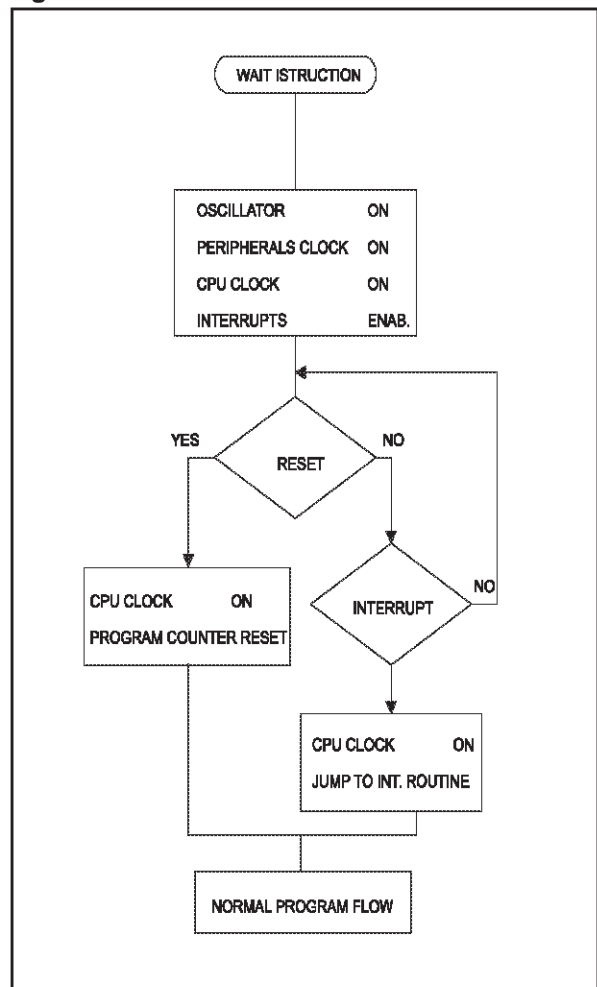 WAIT ISTRUCTION
OSCILLATOR ON
PERIPHERALS CLOCK ON
CPU CLOCK ON
INTERRUPTS ENAB.
YES
NO
RESET
CPU CLOCK ON
PROGRAM COUNTER RESET
INTERRUPT
NO
CPU CLOCK ON
JUMP TO INT. ROUTINE
NORMAL PROGRAM FLOW